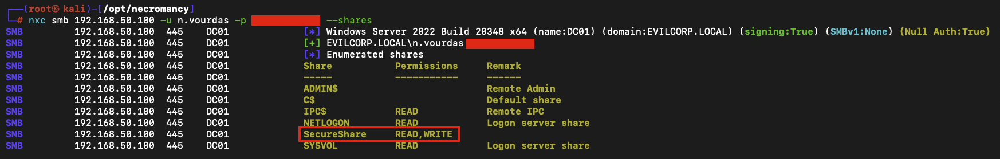 ┌──(root㉿kali)-[/opt/necromancy]
└─# nxc smb 192.168.50.100 -u n.vourdas -p --shares
SMB 192.168.50.100 445 DC01 [*] Windows Server 2022 Build 20348 x64 (name:DC01) (domain:EVILCORP.LOCAL) (signing:True) (SMBv1:None) (Null Auth:True)
SMB 192.168.50.100 445 DC01 [+] EVILCORP.LOCAL\n.vourdas
SMB 192.168.50.100 445 DC01 [*] Enumerated shares
SMB 192.168.50.100 445 DC01 Share Permissions Remark
SMB 192.168.50.100 445 DC01 ----- ----------- ------
SMB 192.168.50.100 445 DC01 ADMIN$ Remote Admin
SMB 192.168.50.100 445 DC01 C$ Default share
SMB 192.168.50.100 445 DC01 IPC$ READ Remote IPC
SMB 192.168.50.100 445 DC01 NETLOGON READ Logon server share
SMB 192.168.50.100 445 DC01 SecureShare READ,WRITE
SMB 192.168.50.100 445 DC01 SYSVOL READ Logon server share